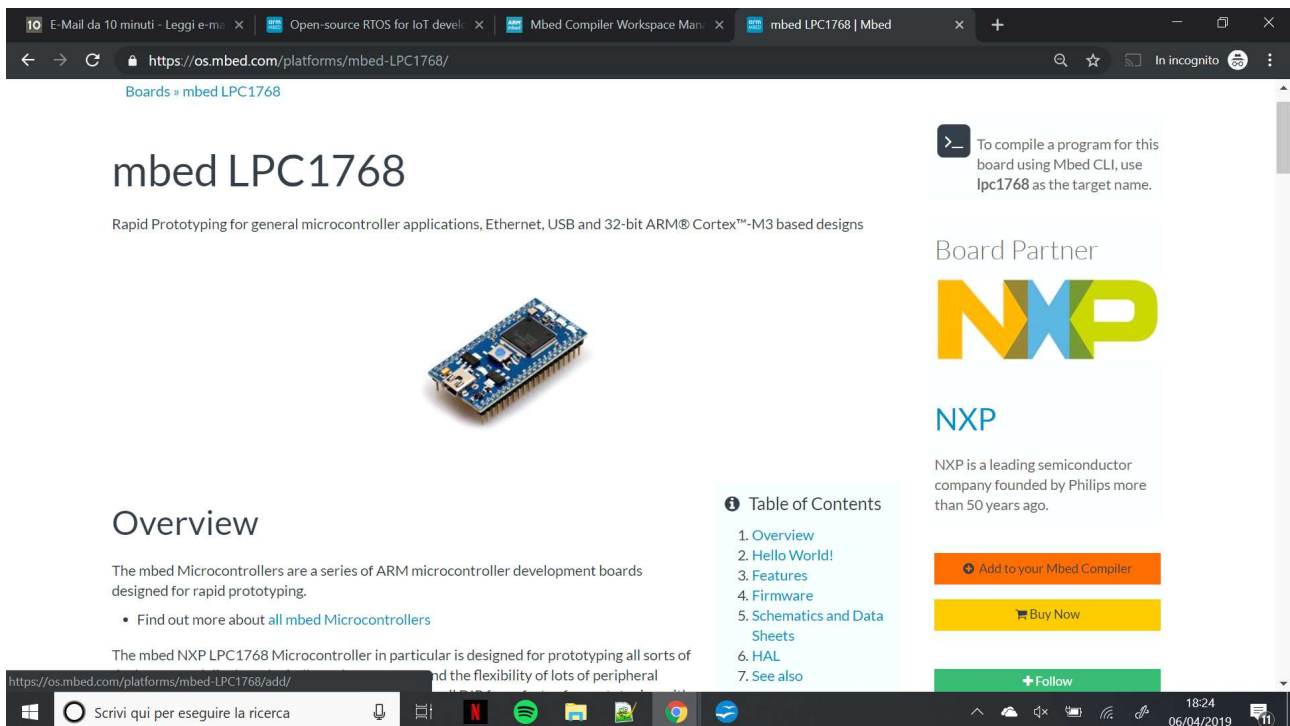 E-Mail da 10 minuti - Leggi e-ma
Open-source RTOS for IoT develo
Mbed Compiler Workspace Man
mbed LPC1768 | Mbed
https://os.mbed.com/platforms/mbed-LPC1768/
In incognito
Boards » mbed LPC1768
mbed LPC1768
Rapid Prototyping for general microcontroller applications, Ethernet, USB and 32-bit ARM® Cortex™-M3 based designs
Overview
The mbed Microcontrollers are a series of ARM microcontroller development boards
designed for rapid prototyping.
• Find out more about all mbed Microcontrollers
The mbed NXP LPC1768 Microcontroller in particular is designed for prototyping all sorts of
nd the flexibility of lots of peripheral
Table of Contents
1. Overview
2. Hello World!
3. Features
4. Firmware
5. Schematics and Data
Sheets
6. HAL
7. See also
>_
To compile a program for this
board using Mbed CLI, use
lpc1768 as the target name.
Board Partner
NXP
NXP
NXP is a leading semiconductor
company founded by Philips more
than 50 years ago.
Add to your Mbed Compiler
Buy Now
Follow
https://os.mbed.com/platforms/mbed-LPC1768/add/
Scrivi qui per eseguire la ricerca
18:24
06/04/2019
11